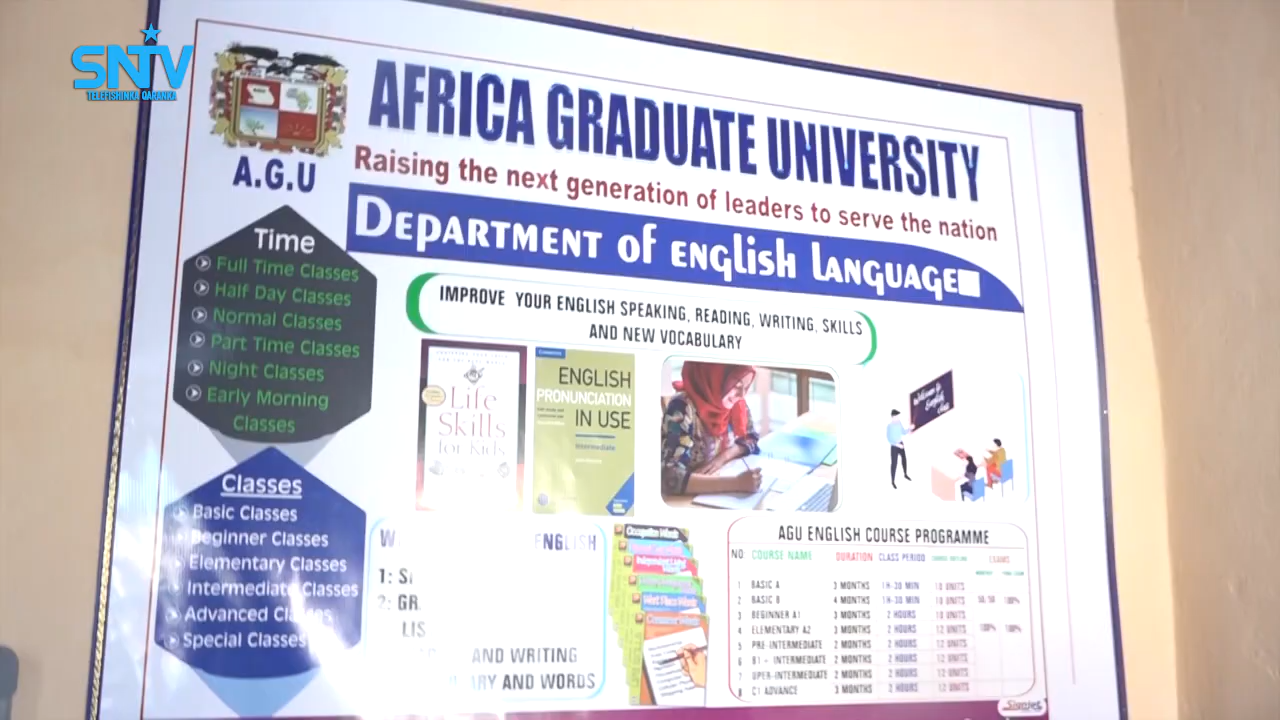 SNTV
TELEFISHINKA QARANKA
AFRICA GRADUATE UNIVERSITY
A.G.U
Raising the next generation of leaders to serve the nation
DEPARTMENT OF ENGLISH LANGUAGE
Time
Full Time Classes
Half Day Classes
Normal Classes
Part Time Classes
Night Classes
Early Morning
Classes
IMPROVE YOUR ENGLISH SPEAKING, READING, WRITING, SKILLS
AND NEW VOCABULARY
Life
Skills
for Kids
ENGLISH
PRONUNCIATION
IN USE
Intermediate
Welcome to
English
Classes
Basic Classes
Beginner Classes
Elementary Classes
Intermediate Classes
Advanced Classes
Special Classes
ENGLISH
1:
2:
AND WRITING
AND WORDS
AGU ENGLISH COURSE PROGRAMME
NO: COURSE NAME DURATION CLASS PERIOD EXAMS
1 BASIC A 3 MONTHS 1H-30 MIN 10 UNITS
2 BASIC B 4 MONTHS 1H-30 MIN 10 UNITS 100%
3 BEGINNER A1 3 MONTHS 2 HOURS 10 UNITS
4 ELEMENTARY A2 3 MONTHS 2 HOURS 12 UNITS 100% 100%
5 PRE-INTERMEDIATE 2 MONTHS 2 HOURS 12 UNITS
6 B1 - INTERMEDIATE 2 MONTHS 2 HOURS 12 UNITS
7 UPER-INTERMEDIATE 2 MONTHS 2 HOURS 12 UNITS
8 C1 ADVANCE 3 MONTHS 2 HOURS 12 UNITS
Signjet